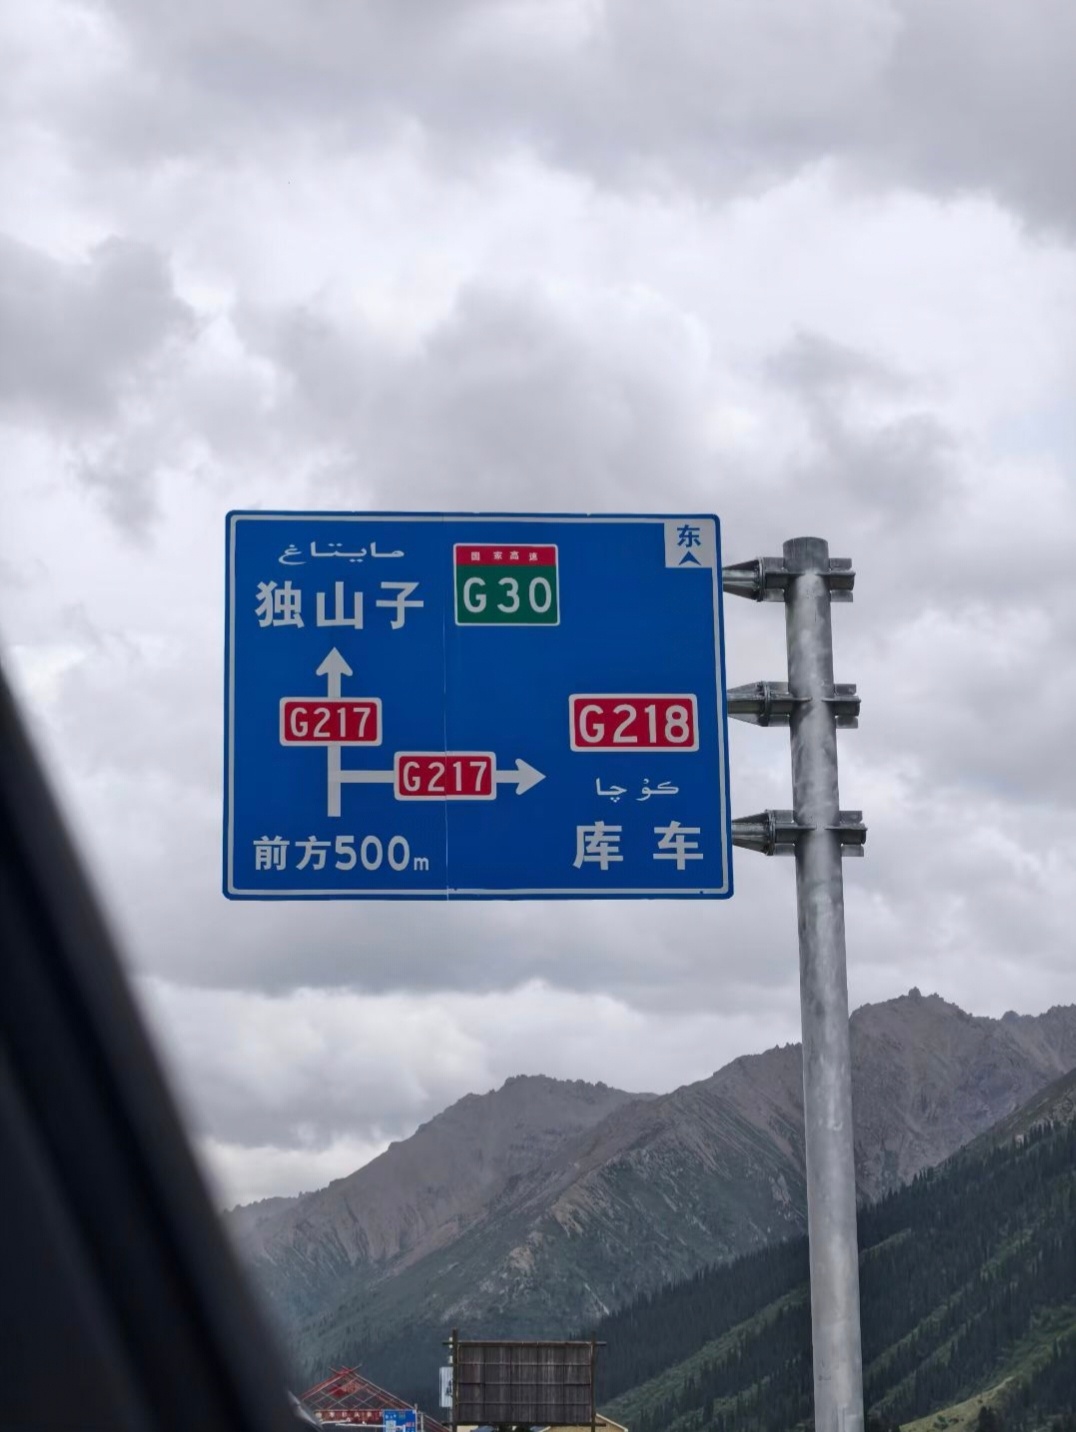 مايتاغ
独山子
国家高速
G30
东
G217
G217
G218
كۇچا
库车
前方500m